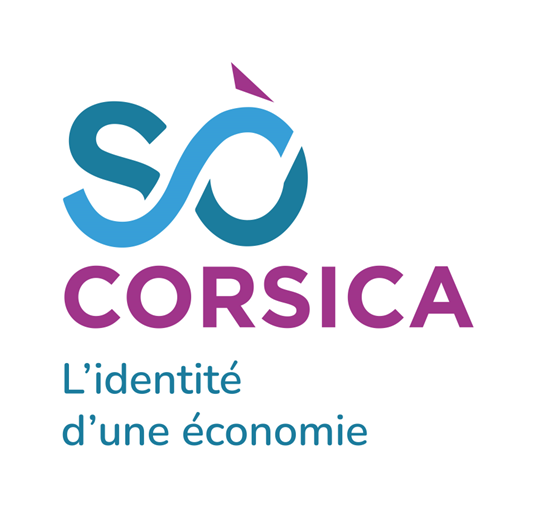 SÒ
CORSICA
L’identité
d’une économie